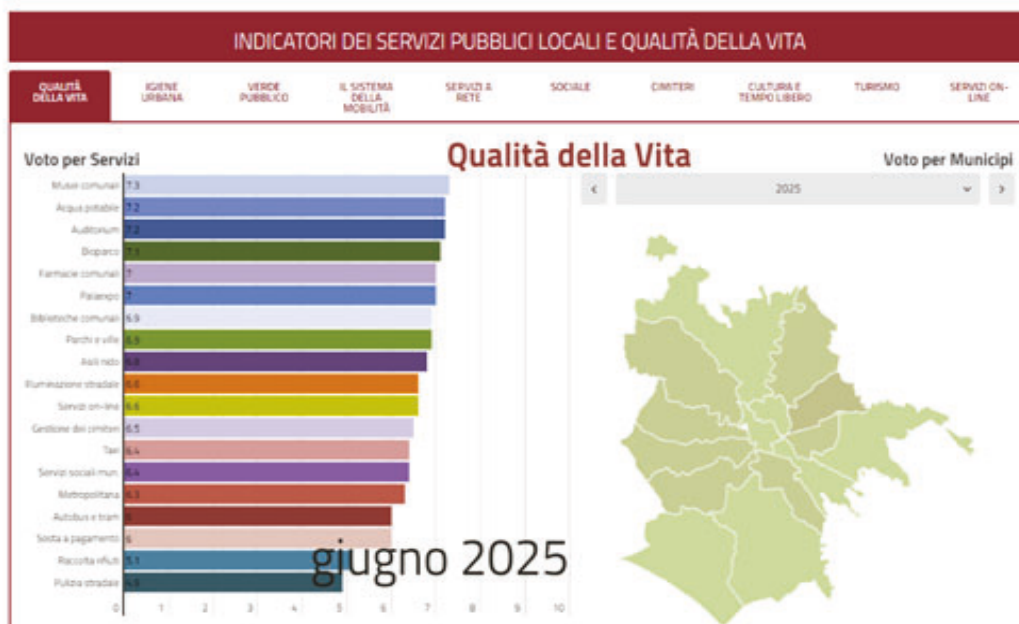 INDICATORI DEI SERVIZI PUBBLICI LOCALI E QUALITÀ DELLA VITA
QUALITÀ DELLA VITA
IGIENE URBANA
VERDE PUBBLICO
IL SISTEMA DELLA MOBILITÀ
SERVIZI A RETE
SOCIALE
CIMITERI
CULTURA E TEMPO LIBERO
TURISMO
SERVIZI ON-LINE
Qualità della Vita
Voto per Servizi
Voto per Municipi
2025
Musei comunali 7.3
Acqua potabile 7.2
Auditorium 7.2
Bioparco 7.1
Farmacie comunali 7
Palaexpo 7
Biblioteche comunali 6.9
Parchi e ville 6.9
Asili nido 6.8
Illuminazione stradale 6.6
Servizi on-line 6.6
Gestione dei cimiteri 6.5
Taxi 6.4
Servizi sociali mun. 6.4
Metropolitana 6.3
Autobus e tram 6
Sosta a pagamento 6
Raccolta rifiuti 5.1
Pulizia stradale 4.9
giugno 2025
0 1 2 3 4 5 6 7 8 9 10